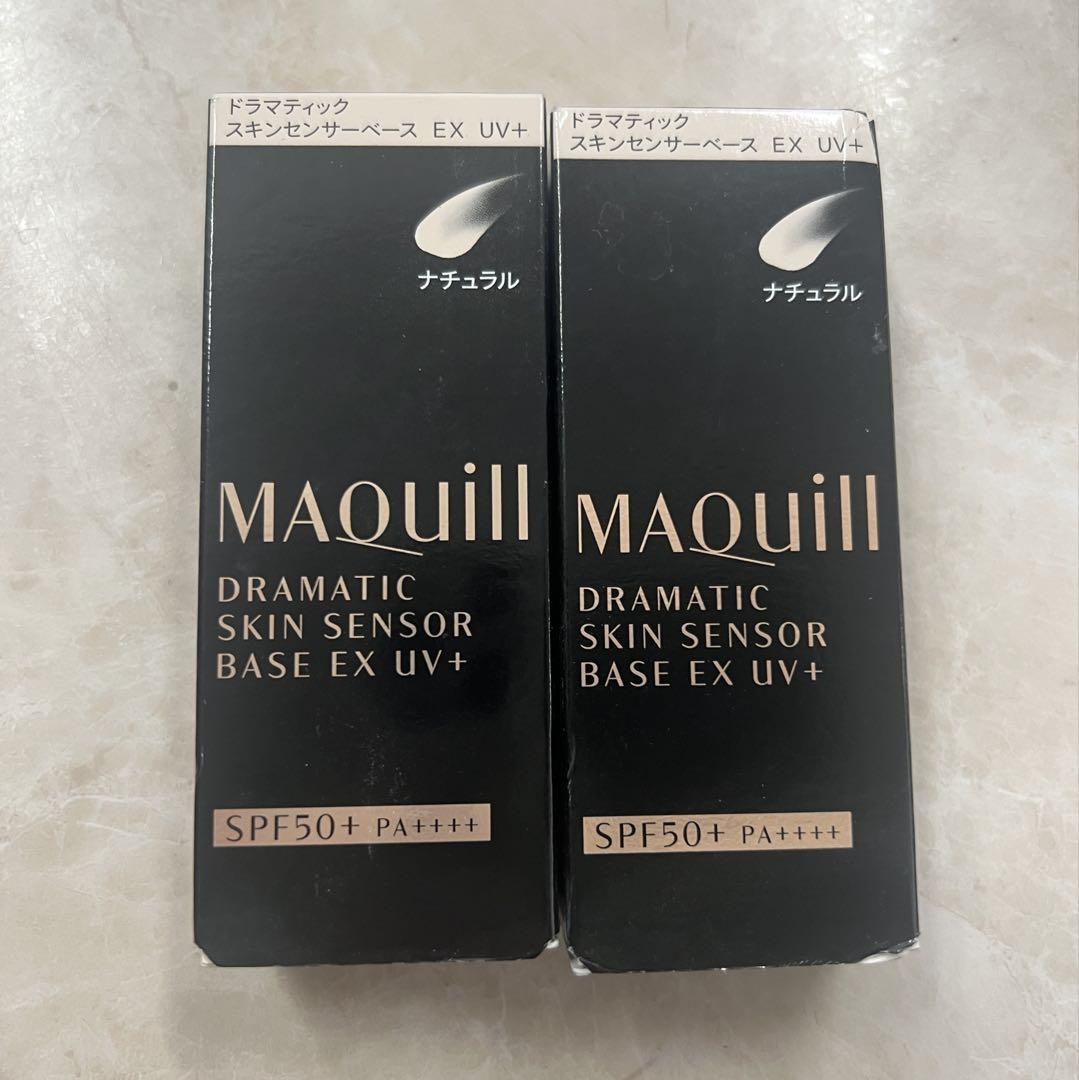 ドラマティック
スキンセンサーベース EX UV+
ナチュラル
MAQuill
DRAMATIC
SKIN SENSOR
BASE EX UV+
SPF50+ PA++++
ドラマティック
スキンセンサーベース EX UV+
ナチュラル
MAQuill
DRAMATIC
SKIN SENSOR
BASE EX UV+
SPF50+ PA++++